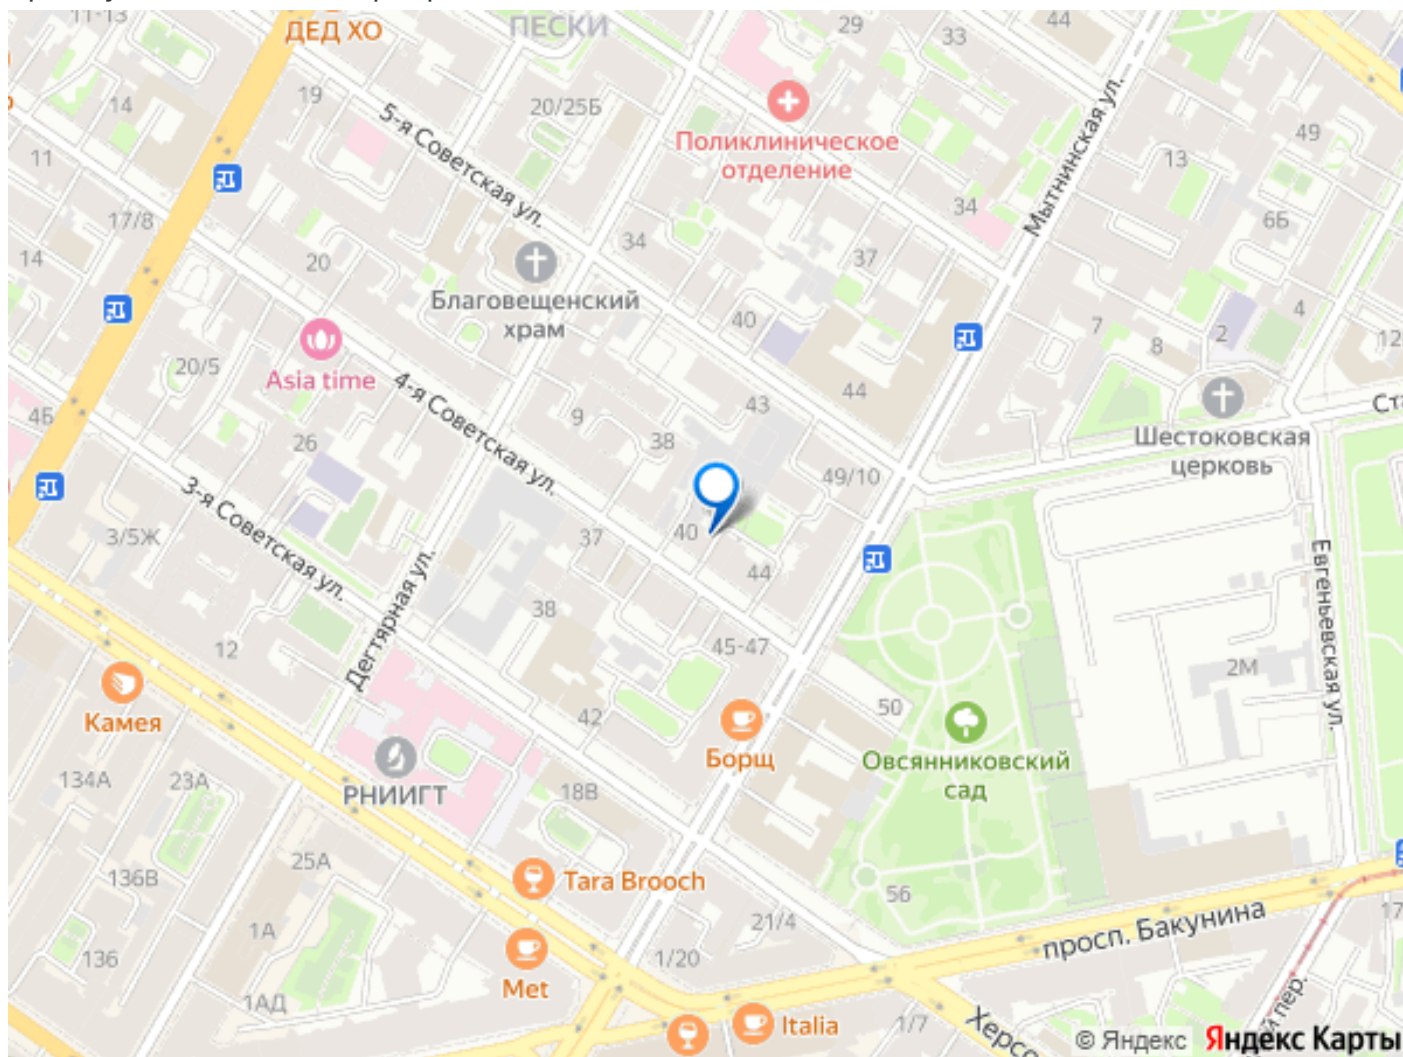 11-13
ДЕД ХО
ПЕСКИ
29
33
44
14
19
20/25Б
5-я Советская ул.
Поликлиническое
отделение
Мытнинская ул.
49
11
13
17/8
34
34
6Б
14
20
37
Благовещенский
храм
40
4
7
8
2
12
Asia time
20/5
4-я Советская ул.
9
43
44
4Б
26
38
Шестоковская
церковь
49/10
3-я Советская ул.
3/5Ж
37
40
44
Евгеньевская ул.
Дегтярная ул.
38
12
45-47
2М
Камея
42
50
Борщ
Овсянниковский
сад
134А
23А
РНИИГТ
18В
25А
136В
Tara Brooch
56
17
21/4
просп. Бакунина
1А
136
1/20
Met
1АД
Italia
1/7
© Яндекс Яндекс Карты